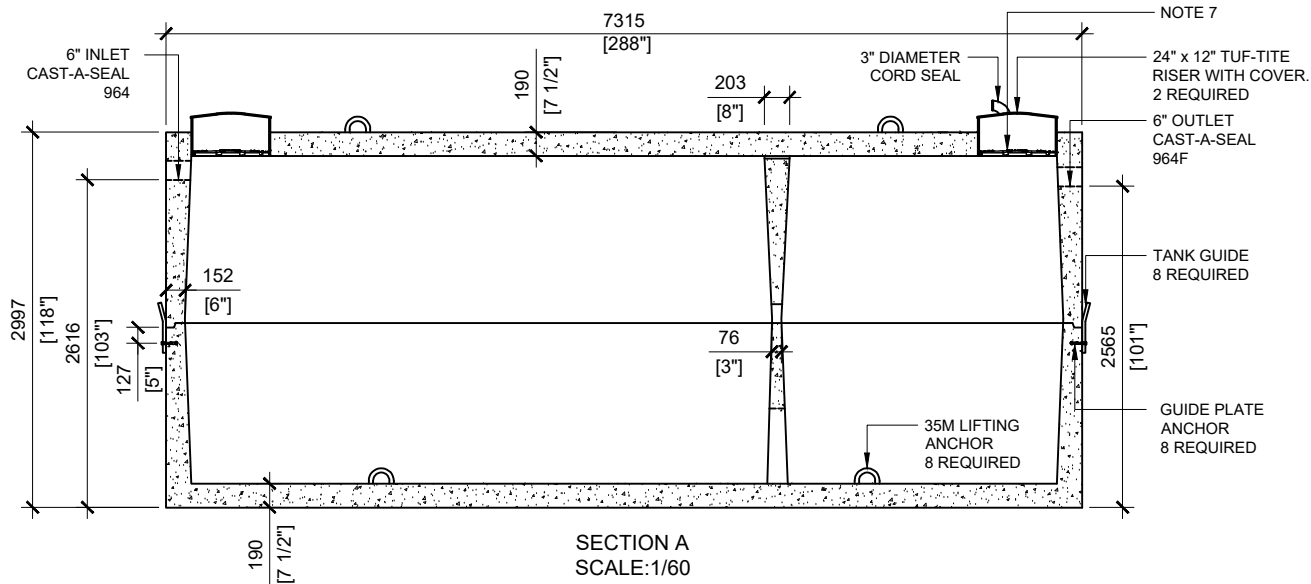 7315
[288"]
NOTE 7
6" INLET
CAST-A-SEAL
964
190
[7 1/2"]
203
[8"]
3" DIAMETER
CORD SEAL
24" x 12" TUF-TITE
RISER WITH COVER.
2 REQUIRED
6" OUTLET
CAST-A-SEAL
964F
2997
[118"]
2616
[103"]
127
[5"]
152
[6"]
76
[3"]
2565
[101"]
TANK GUIDE
8 REQUIRED
GUIDE PLATE
ANCHOR
8 REQUIRED
35M LIFTING
ANCHOR
8 REQUIRED
190
[7 1/2"]
SECTION A
SCALE:1/60